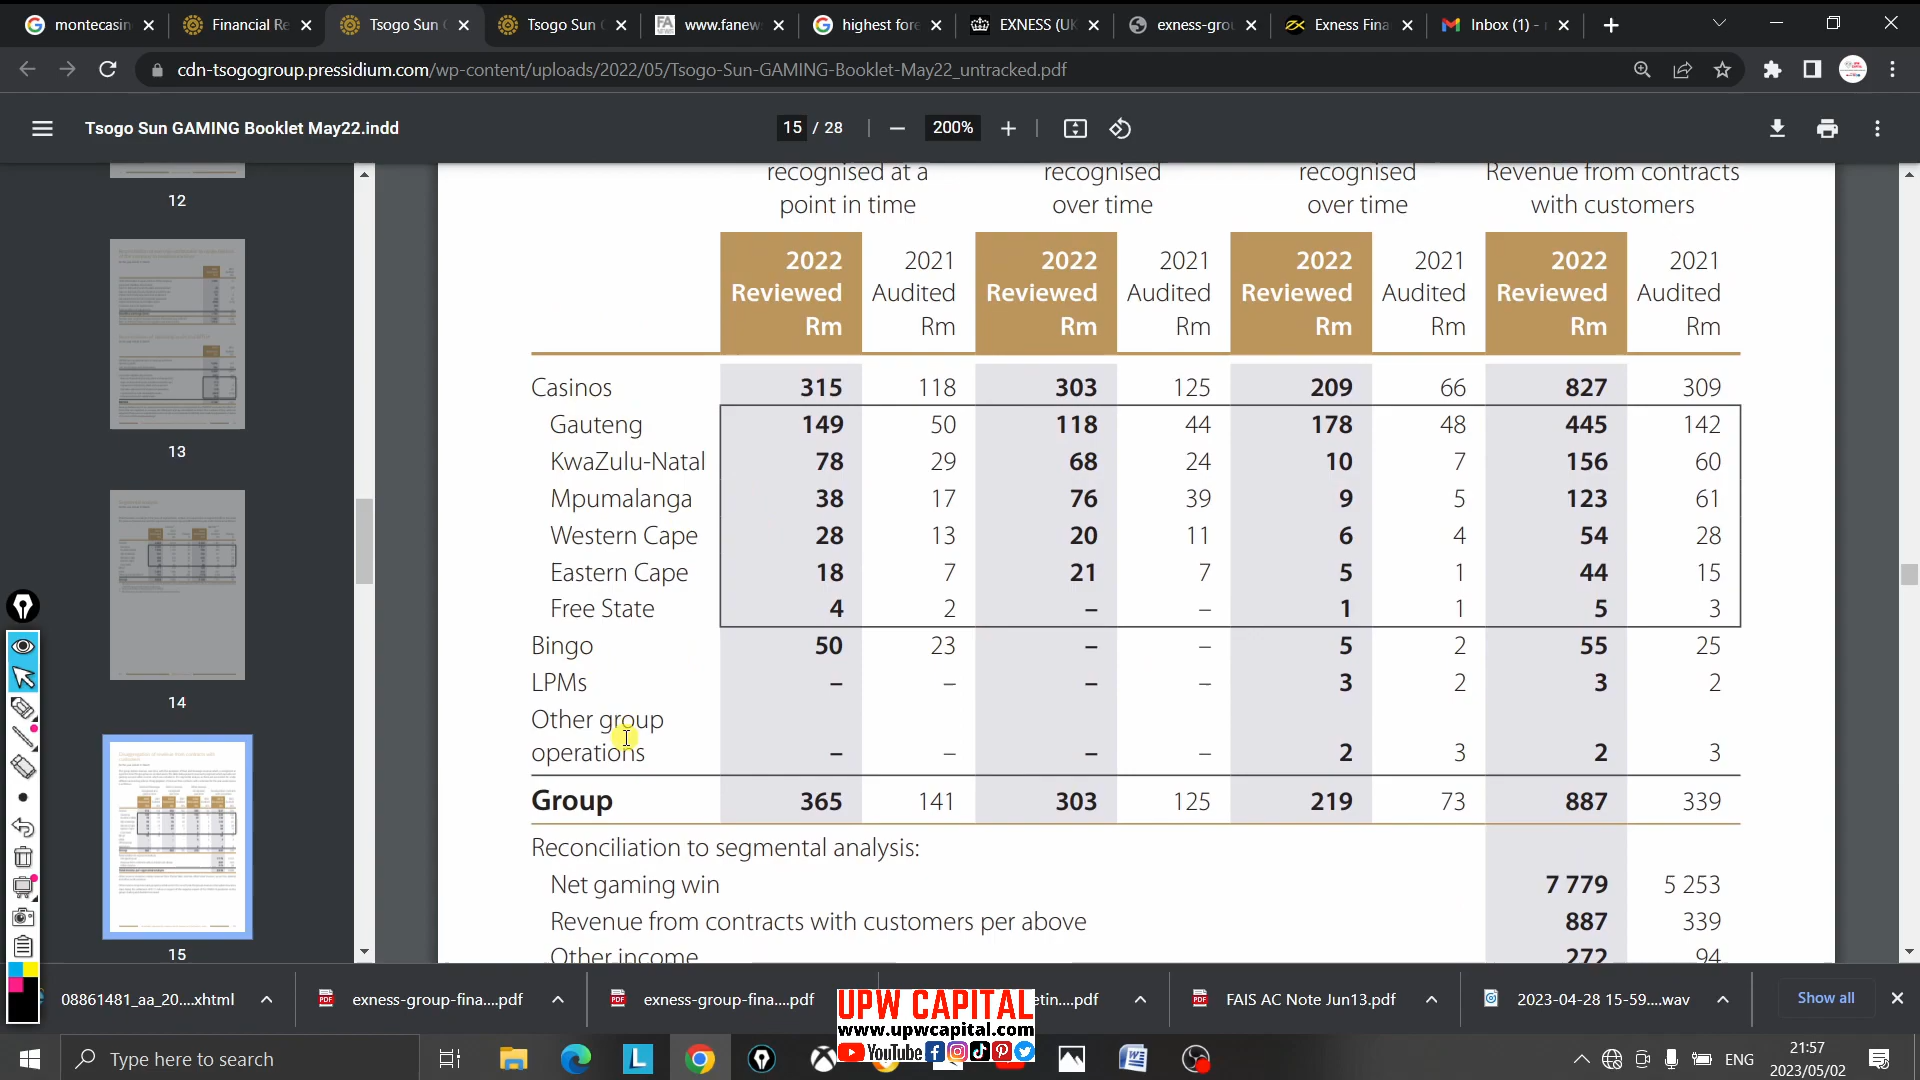 montecasin
Financial Re
Tsogo Sun G
Tsogo Sun G
www.fanew
highest fore
EXNESS (UK
exness-grou
Exness Fina
Inbox (1) -
cdn-tsogogroup.pressidium.com/wp-content/uploads/2022/05/Tsogo-Sun-GAMING-Booklet-May22_untracked.pdf
Tsogo Sun GAMING Booklet May22.indd
15 / 28
200%
12
13
14
15
recognised at a recognised recognised Revenue from contracts
point in time over time over time with customers
2022 2021 2022 2021 2022 2021 2022 2021
Reviewed Audited Reviewed Audited Reviewed Audited Reviewed Audited
Rm Rm Rm Rm Rm Rm Rm Rm
Casinos 315 118 303 125 209 66 827 309
Gauteng 149 50 118 44 178 48 445 142
KwaZulu-Natal 78 29 68 24 10 7 156 60
Mpumalanga 38 17 76 39 9 5 123 61
Western Cape 28 13 20 11 6 4 54 28
Eastern Cape 18 7 21 7 5 1 44 15
Free State 4 2 – – 1 1 5 3
Bingo 50 23 – – 5 2 55 25
LPMs – – – – 3 2 3 2
Other group
operations – – – – 2 3 2 3
Group 365 141 303 125 219 73 887 339
Reconciliation to segmental analysis:
Net gaming win 7 779 5 253
Revenue from contracts with customers per above 887 339
Other income 272 94
08861481_aa_20....xhtml
exness-group-fina....pdf
exness-group-fina....pdf
etin....pdf
FAIS AC Note Jun13.pdf
2023-04-28 15-59....wav
Show all
UPW CAPITAL
www.upwcapital.com
YouTube
Type here to search
ENG
21:57
2023/05/02